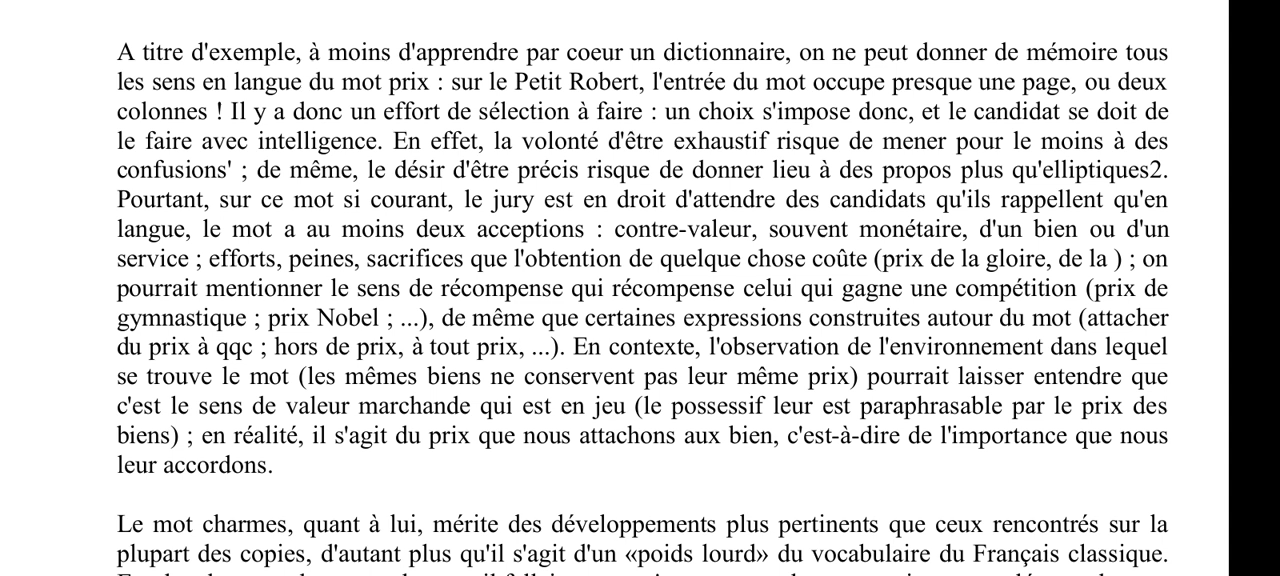 A titre d'exemple, à moins d'apprendre par coeur un dictionnaire, on ne peut donner de mémoire tous
les sens en langue du mot prix : sur le Petit Robert, l'entrée du mot occupe presque une page, ou deux
colonnes ! Il y a donc un effort de sélection à faire : un choix s'impose donc, et le candidat se doit de
le faire avec intelligence. En effet, la volonté d'être exhaustif risque de mener pour le moins à des
confusions' ; de même, le désir d'être précis risque de donner lieu à des propos plus qu'elliptiques2.
Pourtant, sur ce mot si courant, le jury est en droit d'attendre des candidats qu'ils rappellent qu'en
langue, le mot a au moins deux acceptions : contre-valeur, souvent monétaire, d'un bien ou d'un
service ; efforts, peines, sacrifices que l'obtention de quelque chose coûte (prix de la gloire, de la ) ; on
pourrait mentionner le sens de récompense qui récompense celui qui gagne une compétition (prix de
gymnastique ; prix Nobel ; ...), de même que certaines expressions construites autour du mot (attacher
du prix à qqc ; hors de prix, à tout prix, ...). En contexte, l'observation de l'environnement dans lequel
se trouve le mot (les mêmes biens ne conservent pas leur même prix) pourrait laisser entendre que
c'est le sens de valeur marchande qui est en jeu (le possessif leur est paraphrasable par le prix des
biens) ; en réalité, il s'agit du prix que nous attachons aux bien, c'est-à-dire de l'importance que nous
leur accordons.
Le mot charmes, quant à lui, mérite des développements plus pertinents que ceux rencontrés sur la
plupart des copies, d'autant plus qu'il s'agit d'un «poids lourd» du vocabulaire du Français classique.